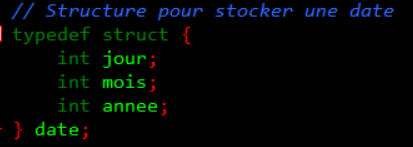 // Structure pour stocker une date
typedef struct {
int jour;
int mois;
int annee;
} date;